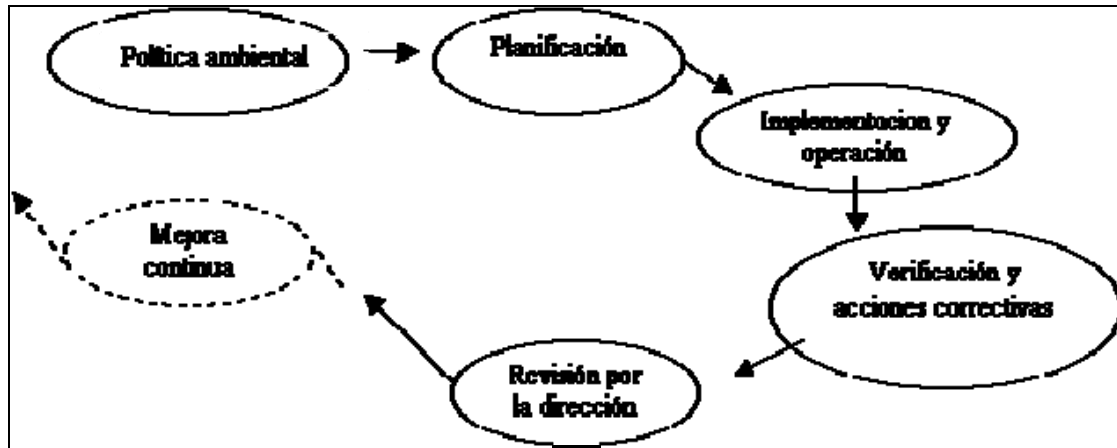 Política ambiental
Planificación
Implementacion y
operación
Verificación y
acciones correctivas
Revisión por
la dirección
Mejora
continua